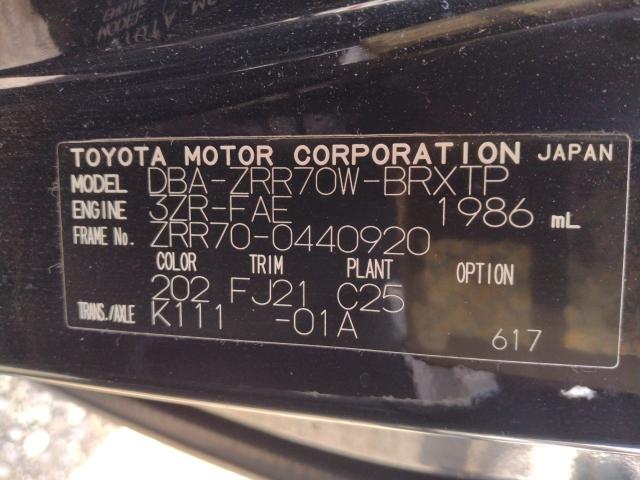 TOYOTA MOTOR CORPORATION JAPAN
MODEL DBA-ZRR70W-BRXTP
ENGINE 3ZR-FAE 1986 mL
FRAME No. ZRR70-0440920
COLOR TRIM PLANT OPTION
202 FJ21 C25
TRANS./AXLE K111 -01A
617